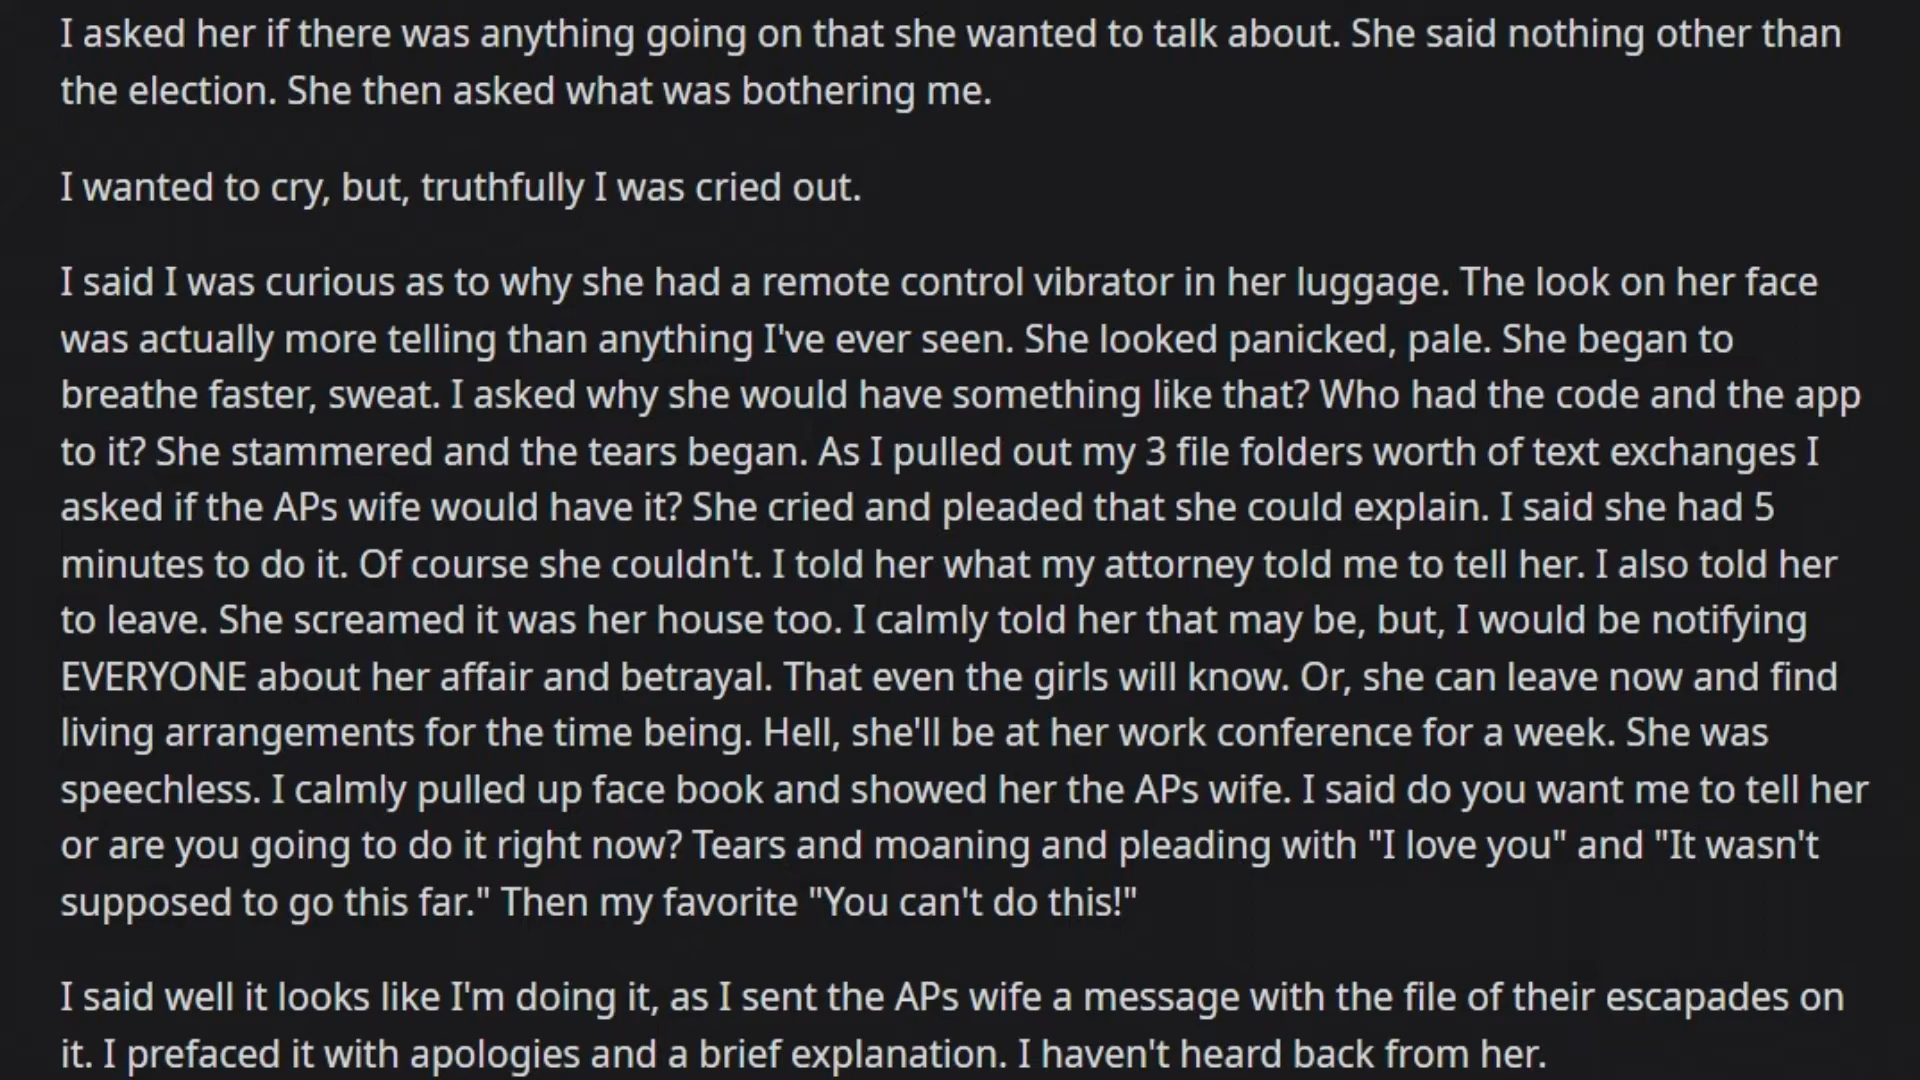 I asked her if there was anything going on that she wanted to talk about. She said nothing other than
the election. She then asked what was bothering me.
I wanted to cry, but, truthfully I was cried out.
I said I was curious as to why she had a remote control vibrator in her luggage. The look on her face
was actually more telling than anything I've ever seen. She looked panicked, pale. She began to
breathe faster, sweat. I asked why she would have something like that? Who had the code and the app
to it? She stammered and the tears began. As I pulled out my 3 file folders worth of text exchanges I
asked if the APs wife would have it? She cried and pleaded that she could explain. I said she had 5
minutes to do it. Of course she couldn't. I told her what my attorney told me to tell her. I also told her
to leave. She screamed it was her house too. I calmly told her that may be, but, I would be notifying
EVERYONE about her affair and betrayal. That even the girls will know. Or, she can leave now and find
living arrangements for the time being. Hell, she'll be at her work conference for a week. She was
speechless. I calmly pulled up face book and showed her the APs wife. I said do you want me to tell her
or are you going to do it right now? Tears and moaning and pleading with "I love you" and "It wasn't
supposed to go this far." Then my favorite "You can't do this!"
I said well it looks like I'm doing it, as I sent the APs wife a message with the file of their escapades on
it. I prefaced it with apologies and a brief explanation. I haven't heard back from her.